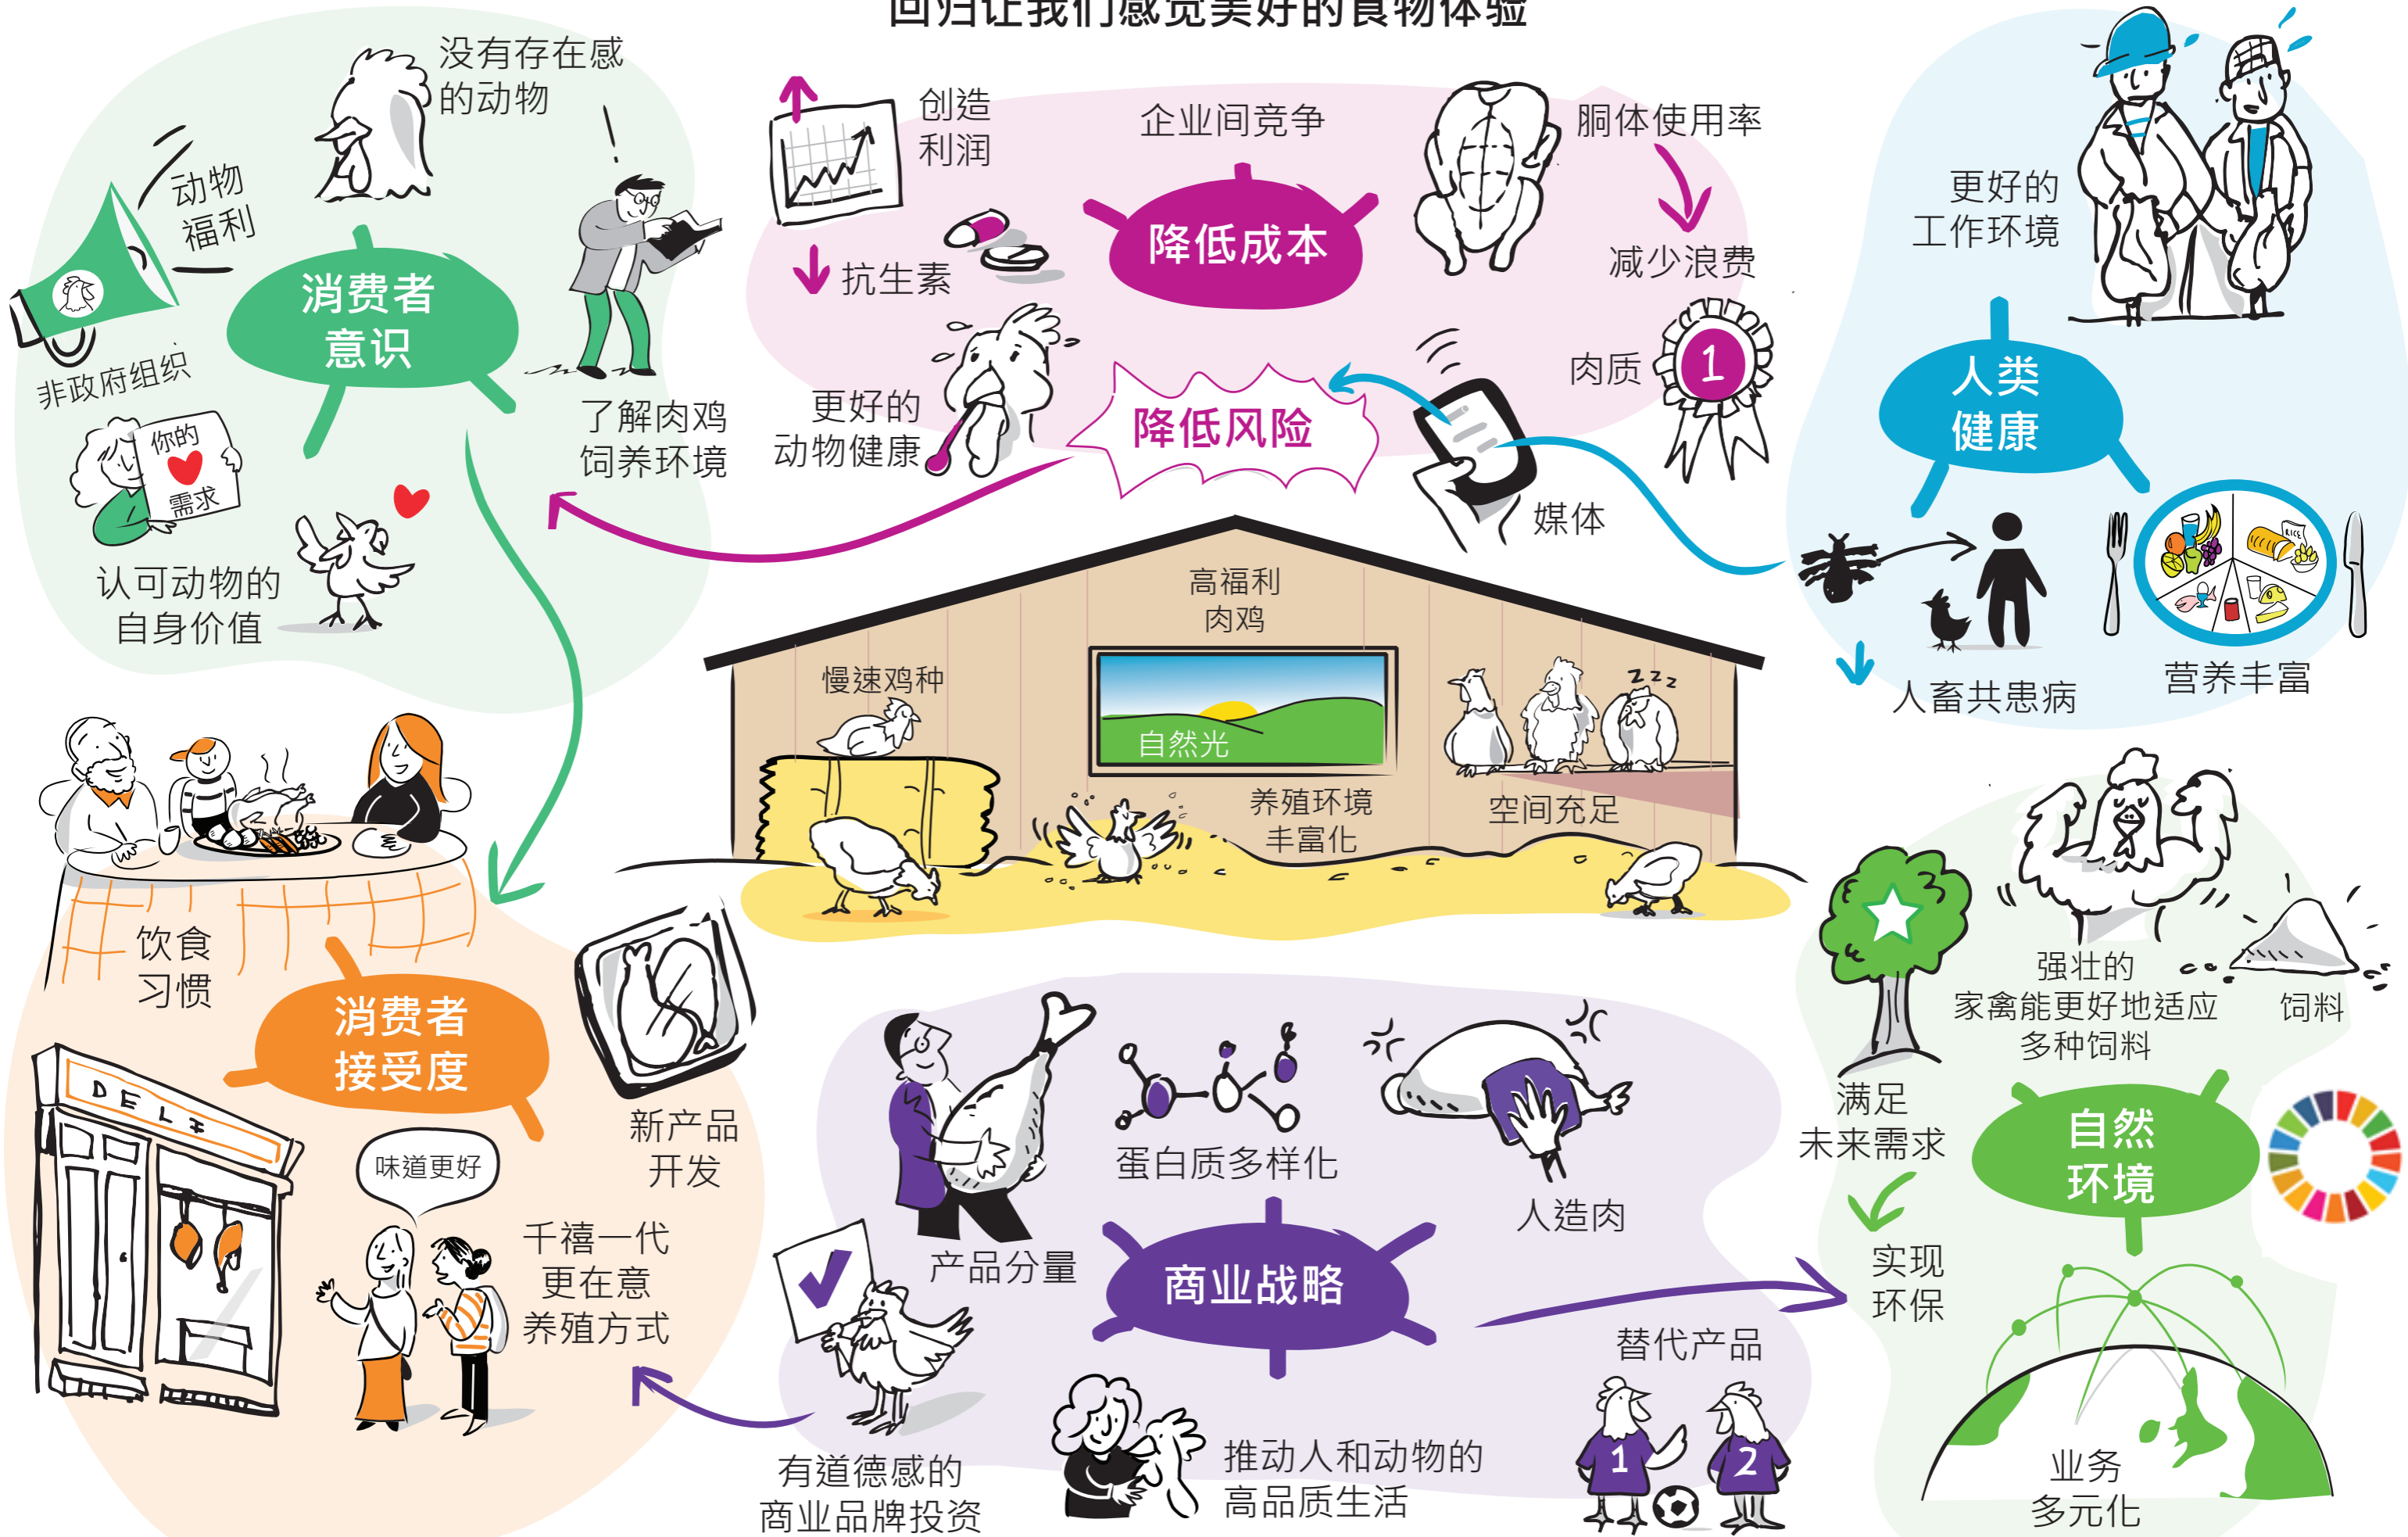 回归让我们感觉美好的食物体验
没有存在感
的动物
动物
福利
消费者
意识
非政府组织
你的
需求
了解肉鸡
饲养环境
认可动物的
自身价值
创造
利润
企业间竞争
胴体使用率
降低成本
抗生素
减少浪费
更好的
动物健康
降低风险
肉质
1
媒体
更好的
工作环境
人类
健康
RICE
人畜共患病
营养丰富
高福利
肉鸡
慢速鸡种
自然光
zzz
养殖环境
丰富化
空间充足
饮食
习惯
消费者
接受度
DELI
新产品
开发
味道更好
千禧一代
更在意
养殖方式
产品分量
蛋白质多样化
人造肉
商业战略
替代产品
1
2
有道德感的
商业品牌投资
推动人和动物的
高品质生活
强壮的
家禽能更好地适应
多种饲料
饲料
满足
未来需求
自然
环境
实现
环保
业务
多元化